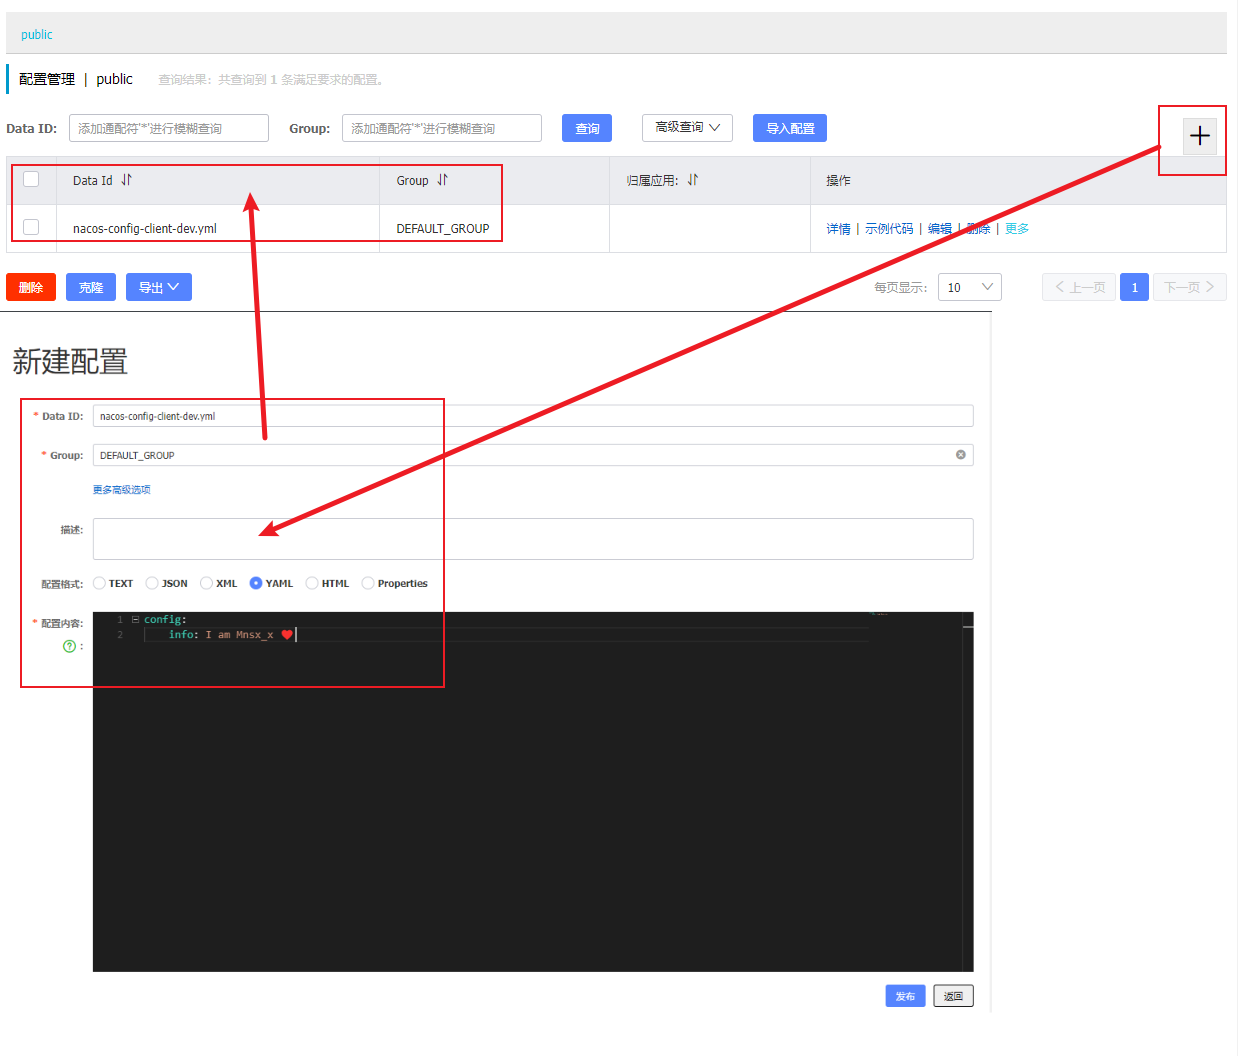 public
配置管理 | public 查询结果：共查询到 1 条满足要求的配置。
Data ID: 添加通配符'*'进行模糊查询 Group: 添加通配符'*'进行模糊查询 查询 高级查询 导入配置
Data Id Group 归属应用: 操作
nacos-config-client-dev.yml DEFAULT_GROUP 详情 | 示例代码 | 编辑 | 删除 | 更多
删除 克隆 导出 每页显示: 10 上一页 1 下一页
新建配置
* Data ID: nacos-config-client-dev.yml
* Group: DEFAULT_GROUP
更多高级选项
描述:
配置格式: TEXT JSON XML YAML HTML Properties
* 配置内容: 1 config:
? : 2 info: I am Mnsx_x ❤
发布 返回